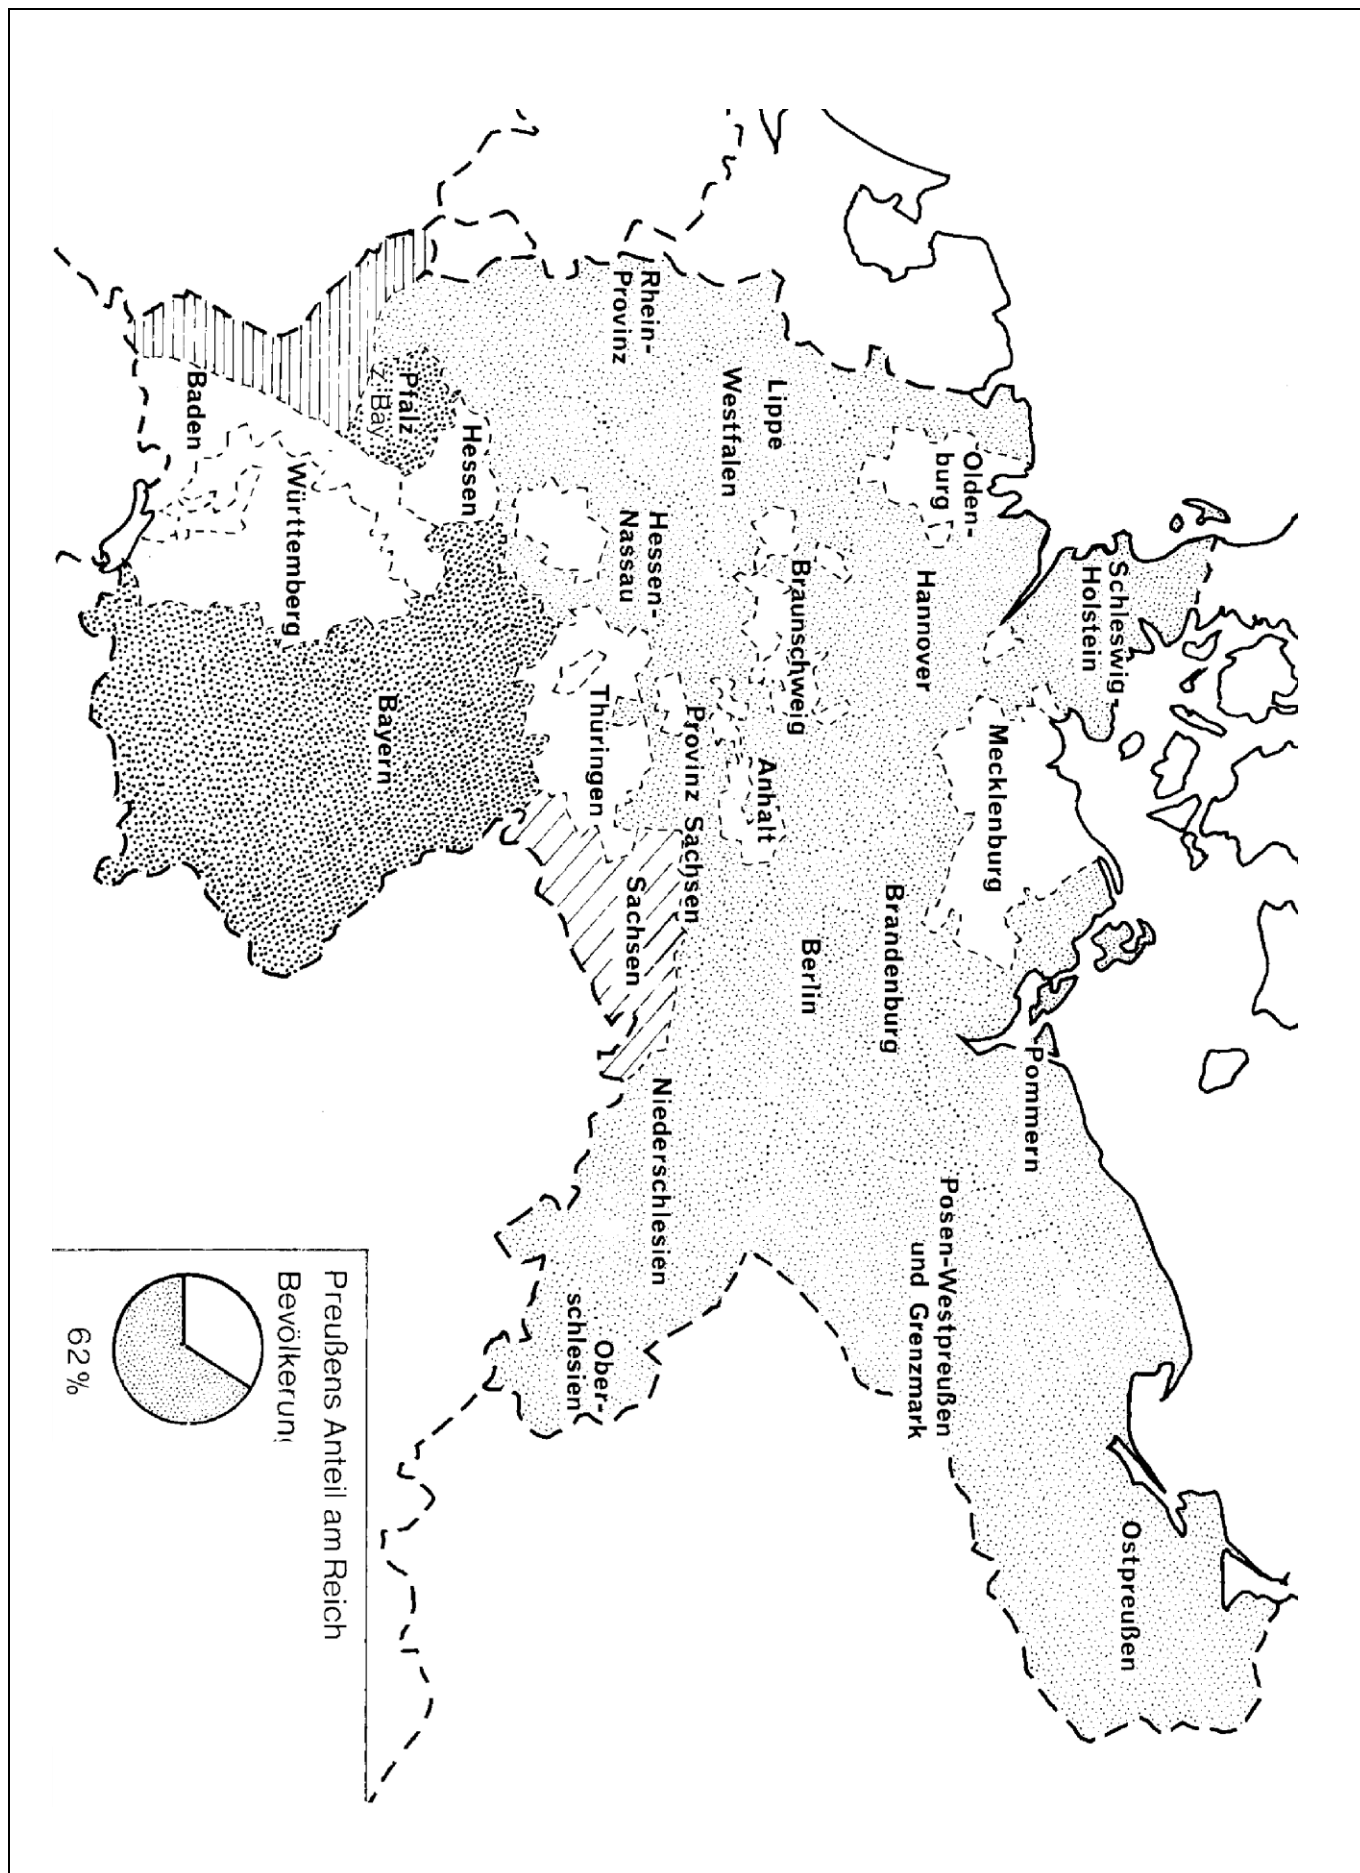 Schleswig-
Holstein
Ostpreußen
Pommern
Mecklenburg
Olden-
burg
Hannover
Posen-Westpreußen
und Grenzmark
Brandenburg
Berlin
Braunschweig
Lippe
Westfalen
Anhalt
Provinz Sachsen
Rhein-
Provinz
Hessen-
Nassau
Niederschlesien
Sachsen
Thüringen
Ober-
schlesien
Hessen
Pfalz
z. Bay
Bayern
Württemberg
Baden
Preußens Anteil am Reich
Bevölkerung
62%